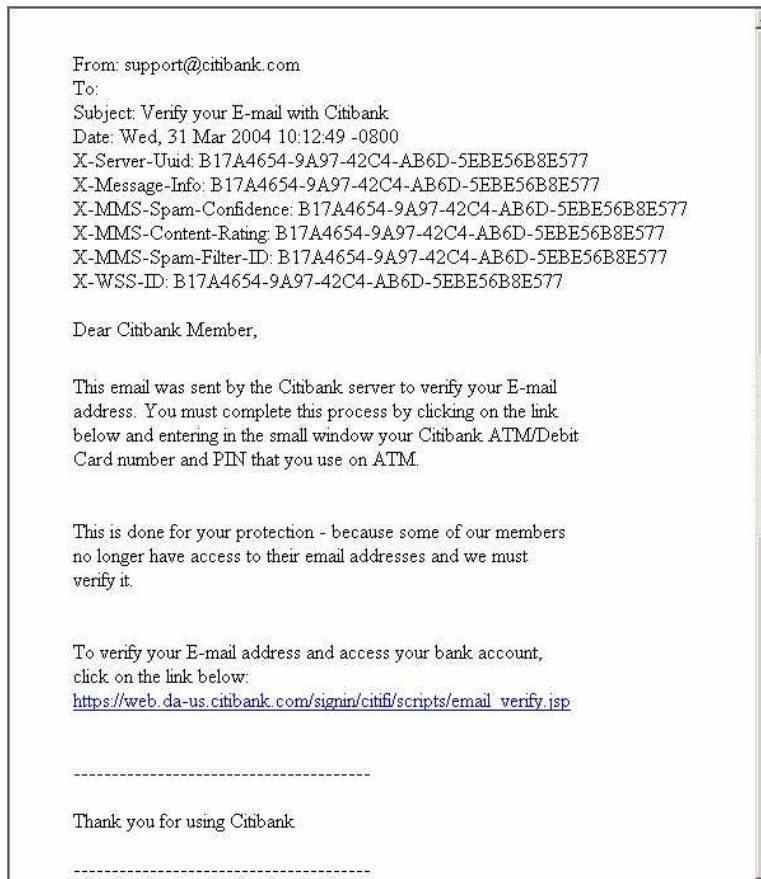 From: support@citibank.com
To:
Subject: Verify your E-mail with Citibank
Date: Wed, 31 Mar 2004 10:12:49 -0800
X-Server-Uuid: B17A4654-9A97-42C4-AB6D-5EBE56B8E577
X-Message-Info: B17A4654-9A97-42C4-AB6D-5EBE56B8E577
X-MMS-Spam-Confidence: B17A4654-9A97-42C4-AB6D-5EBE56B8E577
X-MMS-Content-Rating: B17A4654-9A97-42C4-AB6D-5EBE56B8E577
X-MMS-Spam-Filter-ID: B17A4654-9A97-42C4-AB6D-5EBE56B8E577
X-WSS-ID: B17A4654-9A97-42C4-AB6D-5EBE56B8E577
Dear Citibank Member,
This email was sent by the Citibank server to verify your E-mail
address. You must complete this process by clicking on the link
below and entering in the small window your Citibank ATM/Debit
Card number and PIN that you use on ATM.
This is done for your protection - because some of our members
no longer have access to their email addresses and we must
verify it.
To verify your E-mail address and access your bank account,
click on the link below:
https://web.da-us.citibank.com/signin/citifi/scripts/email_verify.jsp
---------------------------------------
Thank you for using Citibank
---------------------------------------